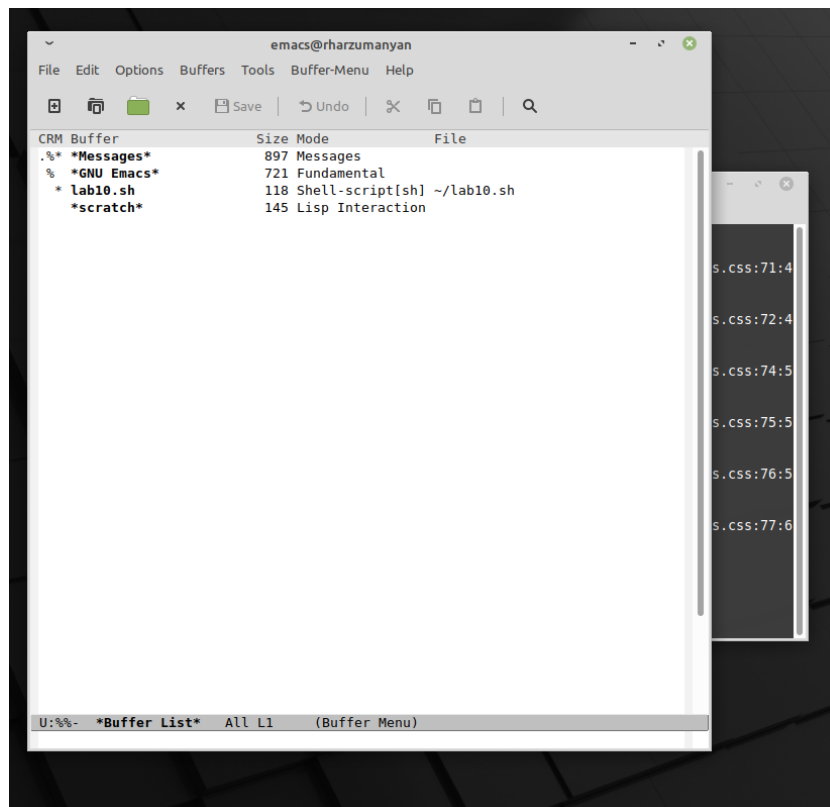 emacs@rharzumanyan
File Edit Options Buffers Tools Buffer-Menu Help
Save Undo
CRM Buffer Size Mode File
.%* *Messages* 897 Messages
% *GNU Emacs* 721 Fundamental
* lab10.sh 118 Shell-script[sh] ~/lab10.sh
*scratch* 145 Lisp Interaction
s.css:71:4
s.css:72:4
s.css:74:5
s.css:75:5
s.css:76:5
s.css:77:6
U:%%- *Buffer List* All L1 (Buffer Menu)